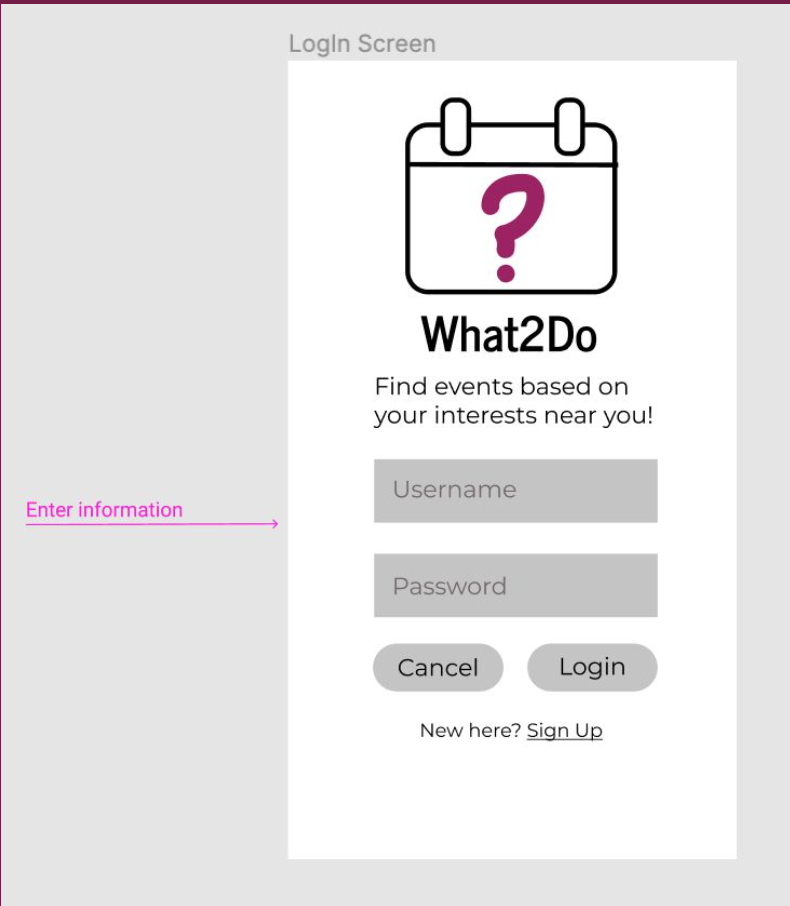 LogIn Screen
?
What2Do
Find events based on
your interests near you!
Enter information
Username
Password
Cancel
Login
New here? Sign Up